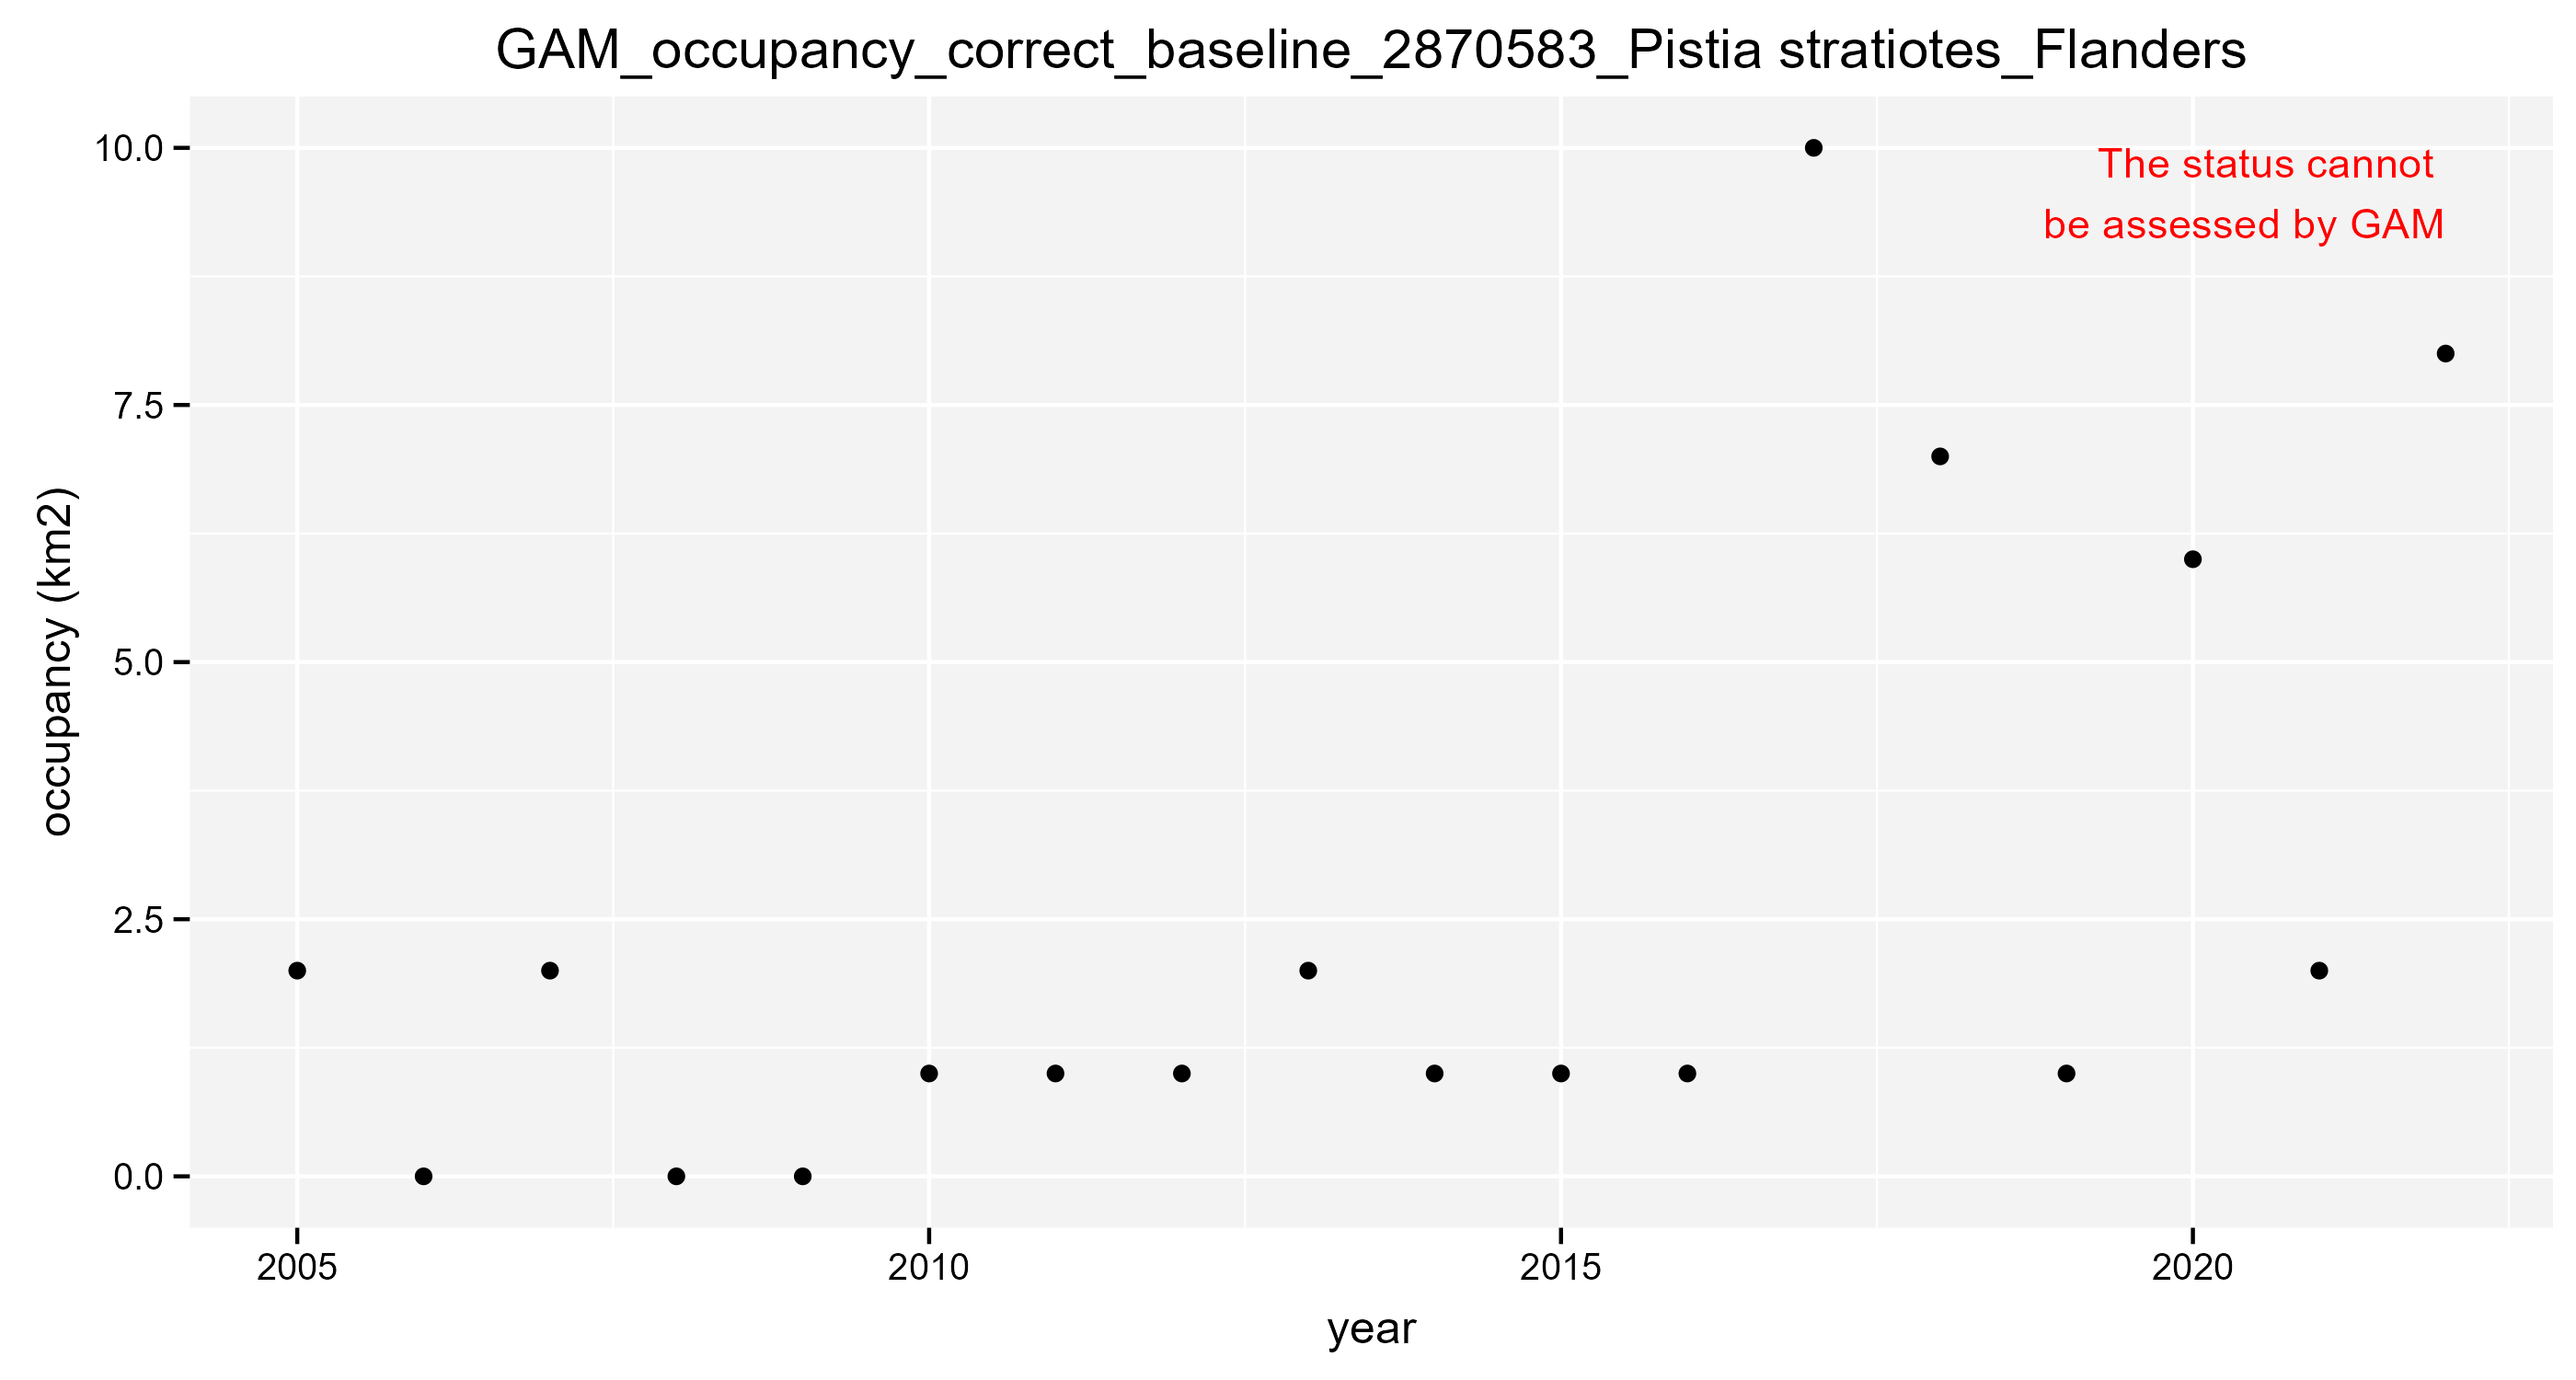 GAM_occupancy_correct_baseline_2870583_Pistia stratiotes_Flanders
10.0
The status cannot
be assessed by GAM
7.5
occupancy (km2)
5.0
2.5
0.0
2005 2010 2015 2020
year